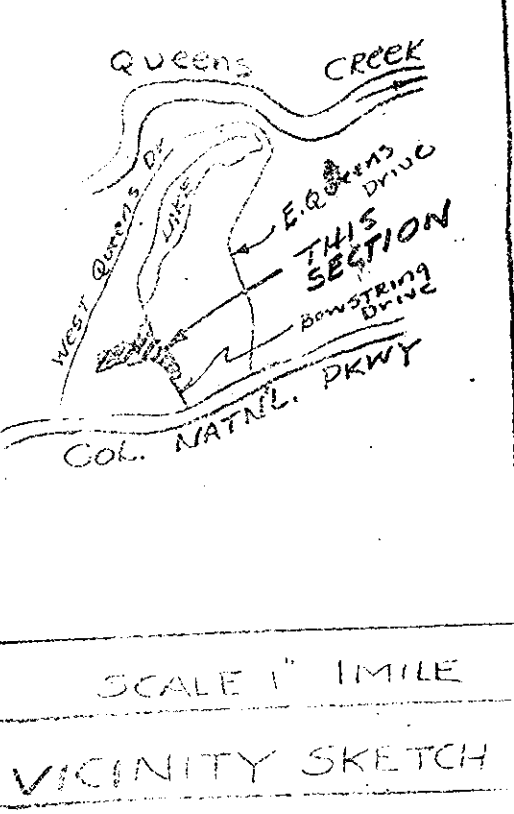 Queens CREEK
WEST QUEENS DR
LAKE
E. QUEENS
DRIVE
THIS
SECTION
BOWSTRING
DRIVE
COL. NATNL. PKWY
SCALE 1" 1MILE
VICINITY SKETCH